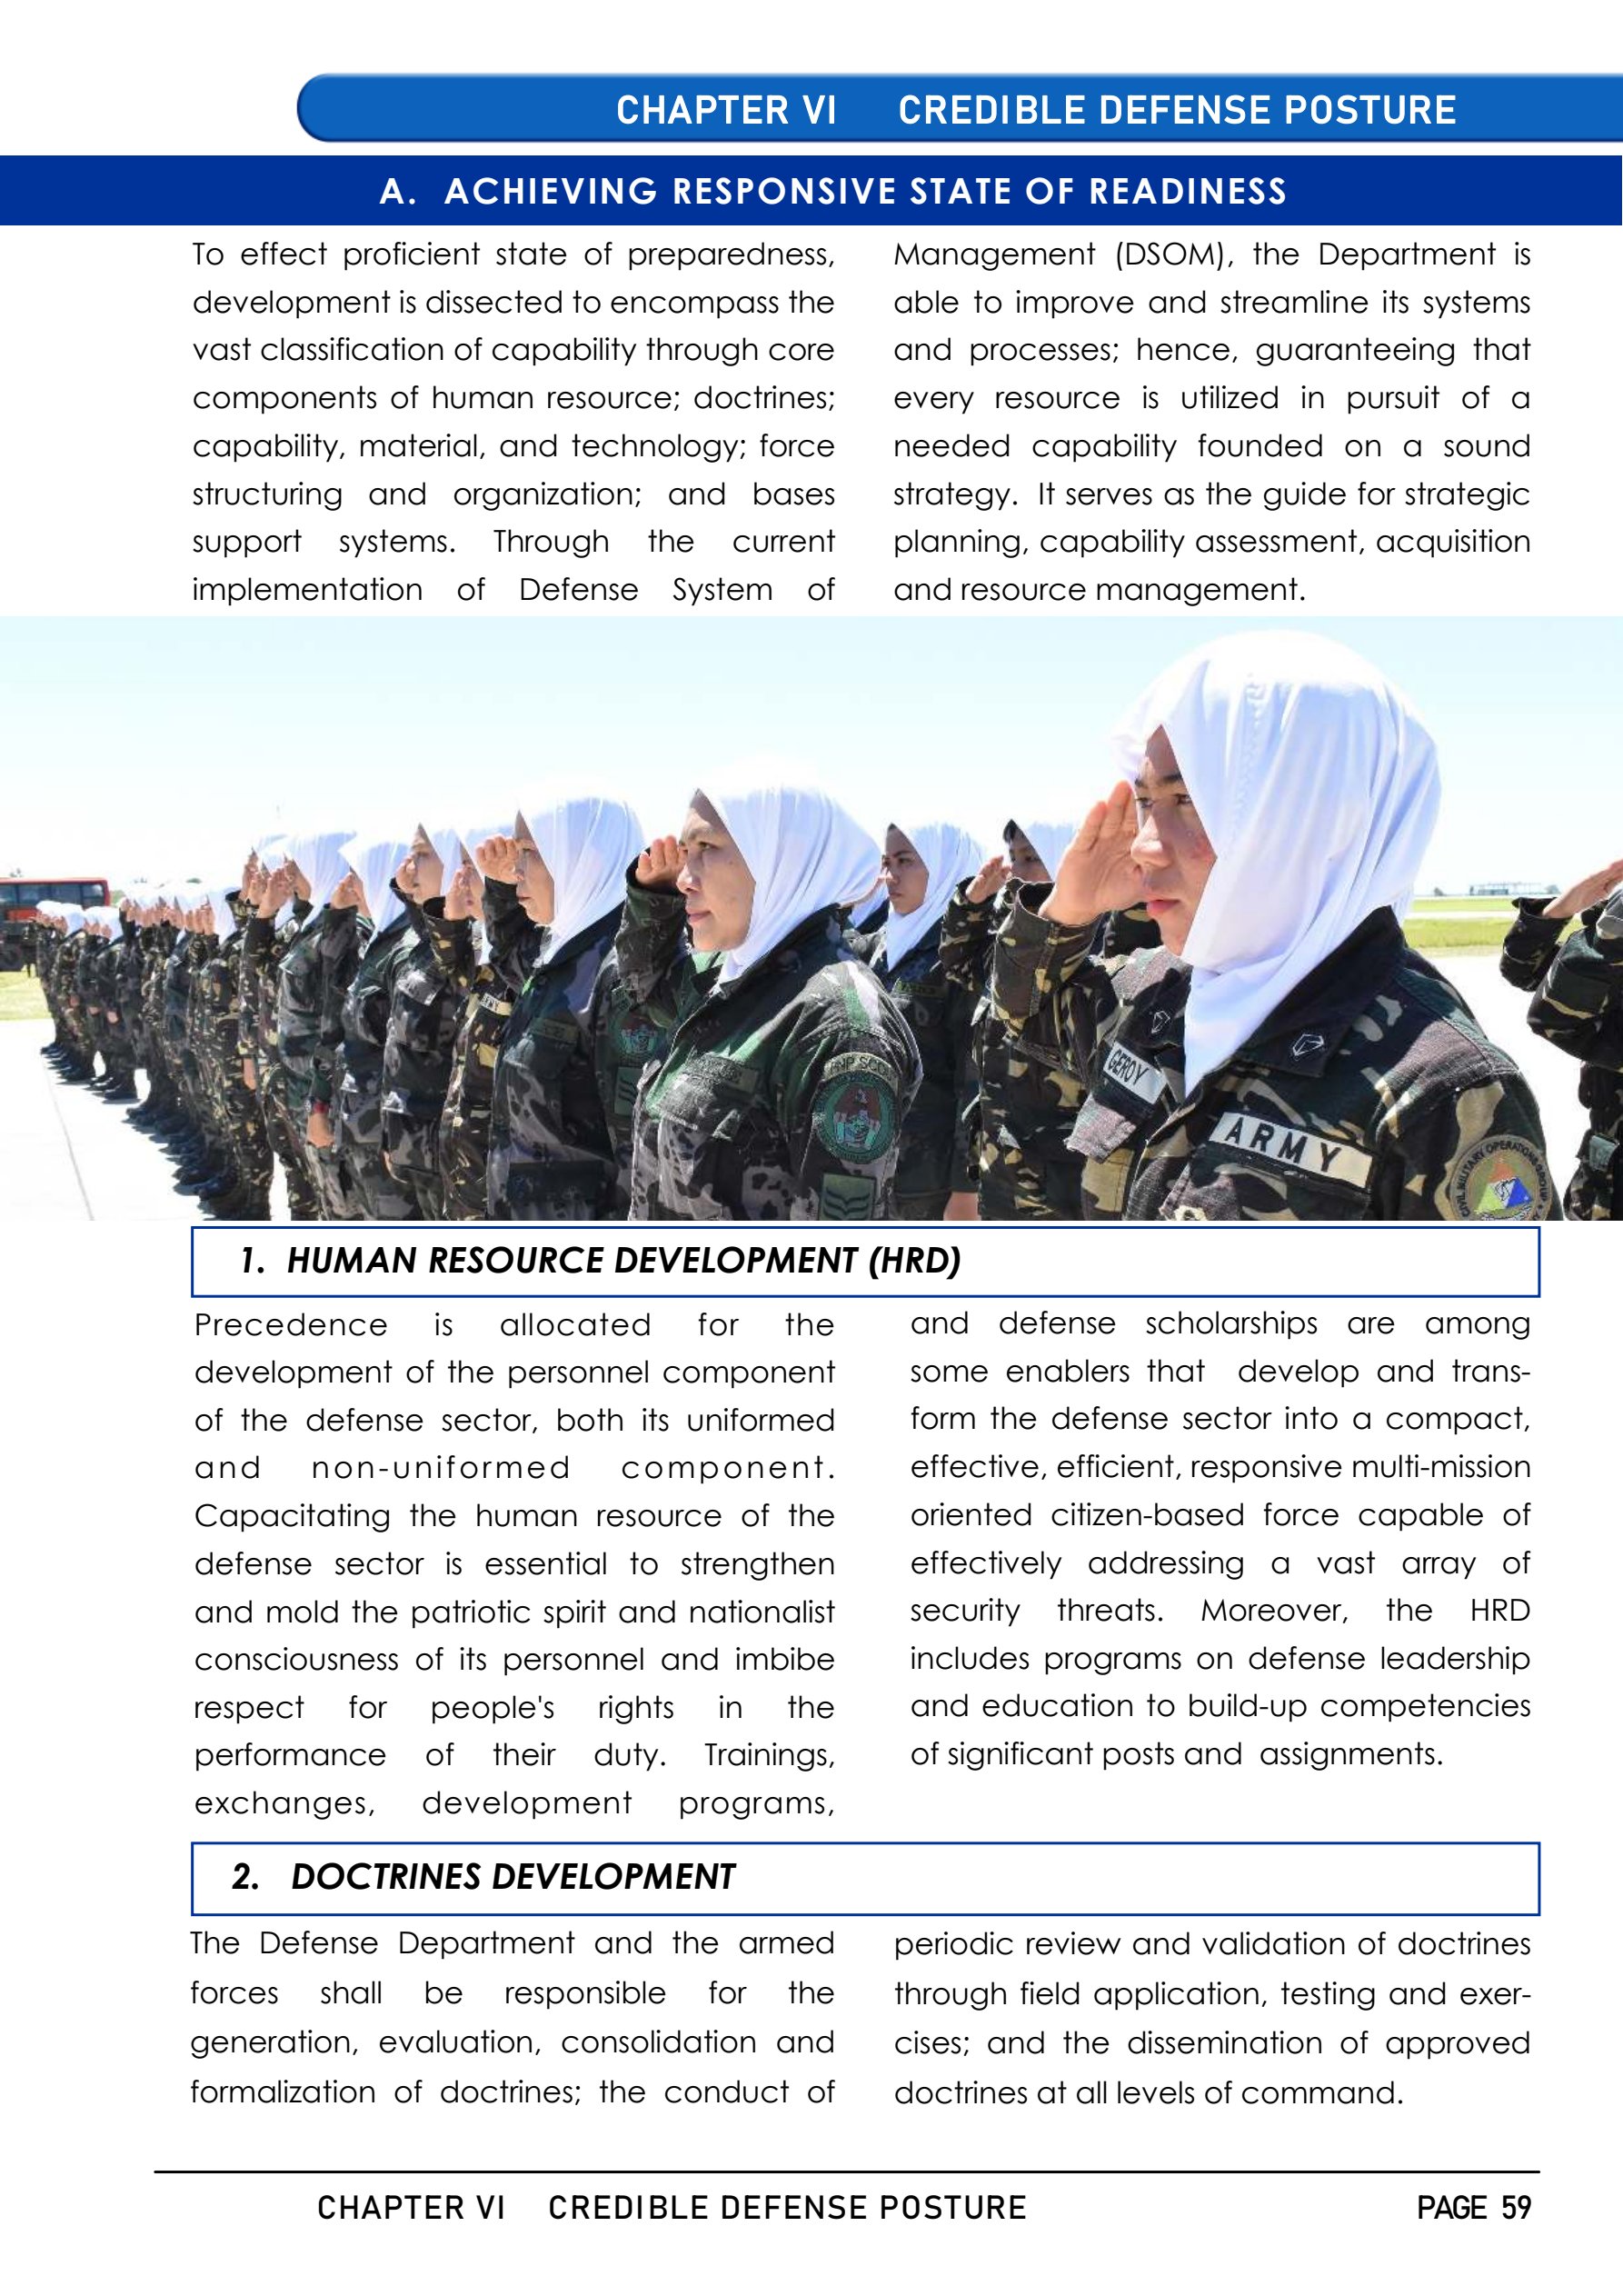 CHAPTER VI CREDIBLE DEFENSE POSTURE
A. ACHIEVING RESPONSIVE STATE OF READINESS
To effect proficient state of preparedness,
development is dissected to encompass the
vast classification of capability through core
components of human resource; doctrines;
capability, material, and technology; force
structuring and organization; and bases
support systems. Through the current
implementation of Defense System of
Management (DSOM), the Department is
able to improve and streamline its systems
and processes; hence, guaranteeing that
every resource is utilized in pursuit of a
needed capability founded on a sound
strategy. It serves as the guide for strategic
planning, capability assessment, acquisition
and resource management.
PNP SCDS
GEROY
ARMY
1. HUMAN RESOURCE DEVELOPMENT (HRD)
Precedence is allocated for the
development of the personnel component
of the defense sector, both its uniformed
and non-uniformed component.
Capacitating the human resource of the
defense sector is essential to strengthen
and mold the patriotic spirit and nationalist
consciousness of its personnel and imbibe
respect for people's rights in the
performance of their duty. Trainings,
exchanges, development programs,
and defense scholarships are among
some enablers that develop and trans-
form the defense sector into a compact,
effective, efficient, responsive multi-mission
oriented citizen-based force capable of
effectively addressing a vast array of
security threats. Moreover, the HRD
includes programs on defense leadership
and education to build-up competencies
of significant posts and assignments.
2. DOCTRINES DEVELOPMENT
The Defense Department and the armed
forces shall be responsible for the
generation, evaluation, consolidation and
formalization of doctrines; the conduct of
periodic review and validation of doctrines
through field application, testing and exer-
cises; and the dissemination of approved
doctrines at all levels of command.
CHAPTER VI CREDIBLE DEFENSE POSTURE PAGE 59